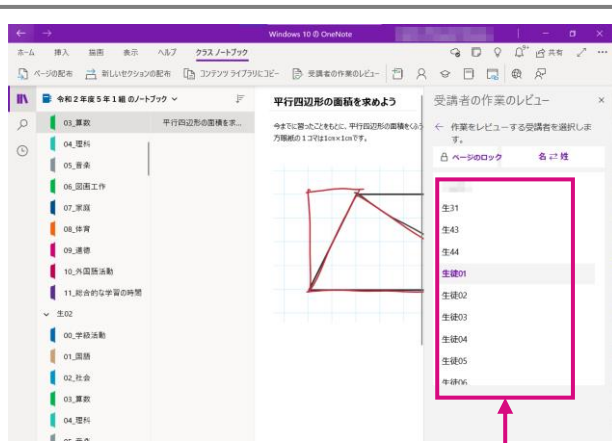 Windows 10 の OneNote
ホーム 挿入 描画 表示 ヘルプ クラス ノートブック
共有
ページの配布 新しいセクションの配布 コンテンツ ライブラリにコピー 受講者の作業のレビュー
令和2年度5年1組 のノートブック
03_算数
04_理科
05_音楽
06_図画工作
07_家庭
08_体育
09_道徳
10_外国語活動
11_総合的な学習の時間
生02
00_学級活動
01_国語
02_社会
03_算数
04_理科
05_音楽
平行四辺形の面積を求...
平行四辺形の面積を求めよう
今までに習ったことをもとに、平行四辺形の面積をくふう
方眼紙の1コマは1cm×1cmです。
受講者の作業のレビュー
作業をレビューする受講者を選択しま
す。
ページのロック 名 姓
生31
生43
生44
生徒01
生徒02
生徒03
生徒04
生徒05
生徒06